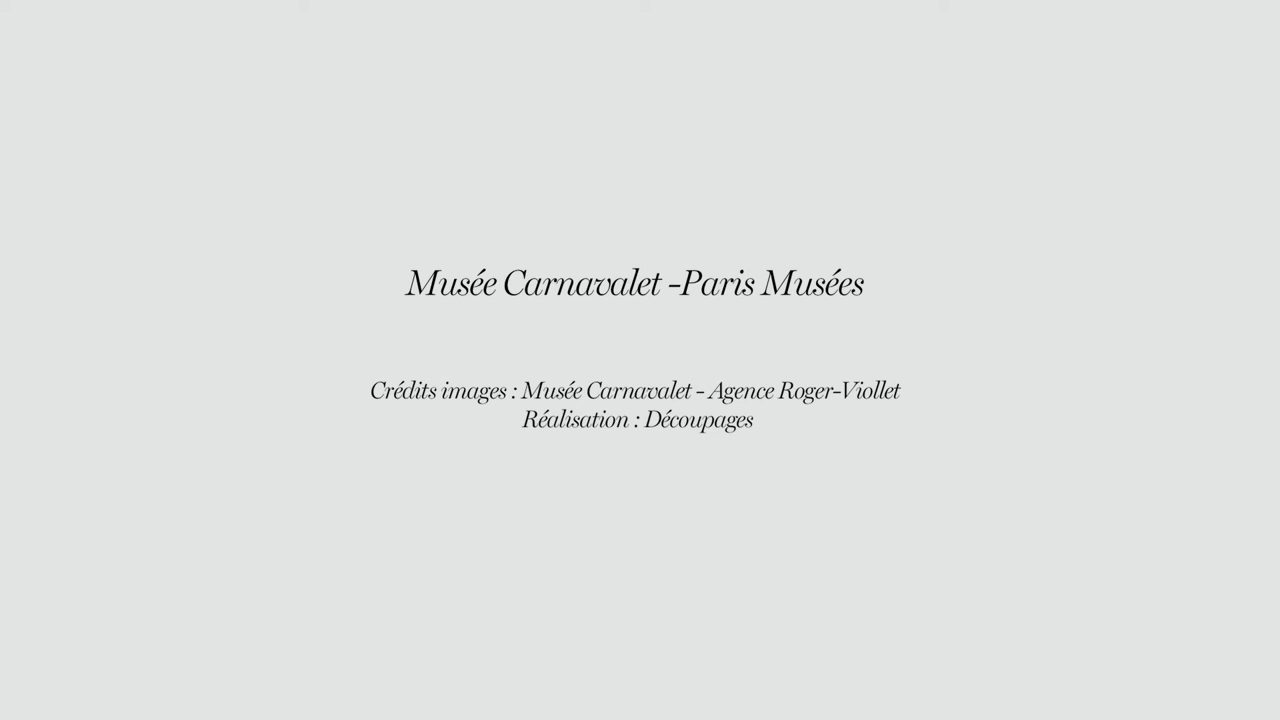 Musée Carnavalet -Paris Musées
Crédits images : Musée Carnavalet - Agence Roger-Viollet
Réalisation : Découpages